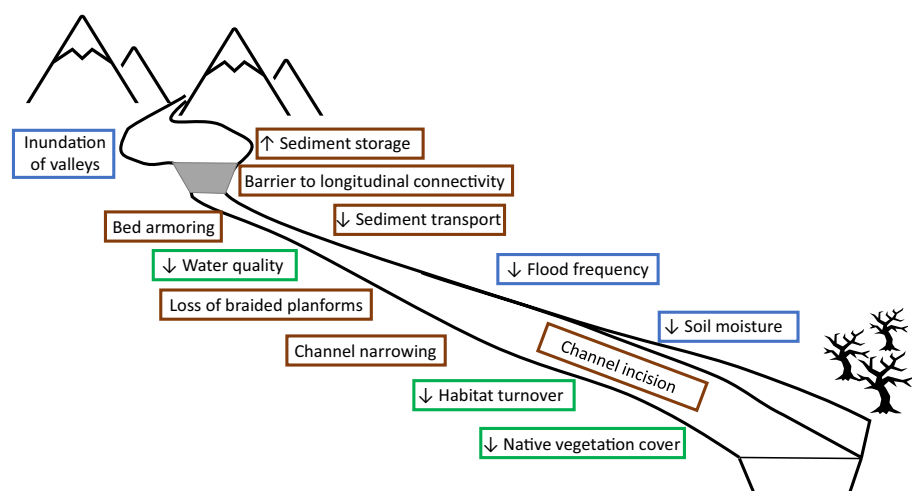 Inundation
of valleys
↑ Sediment storage
Barrier to longitudinal connectivity
↓ Sediment transport
Bed armoring
↓ Water quality
↓ Flood frequency
Loss of braided planforms
↓ Soil moisture
Channel narrowing
Channel incision
↓ Habitat turnover
↓ Native vegetation cover